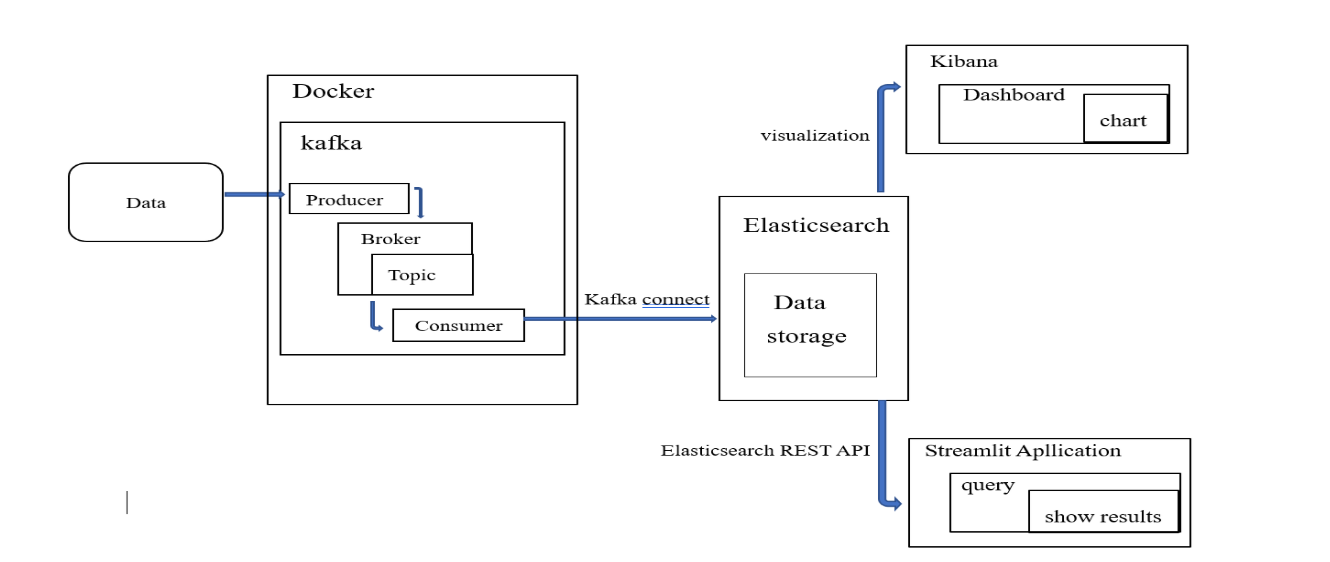 Docker
kafka
Data
Producer
Broker
Topic
Consumer
Kafka connect
Elasticsearch
Data
storage
visualization
Kibana
Dashboard
chart
Elasticsearch REST API
Streamlit Apllication
query
show results